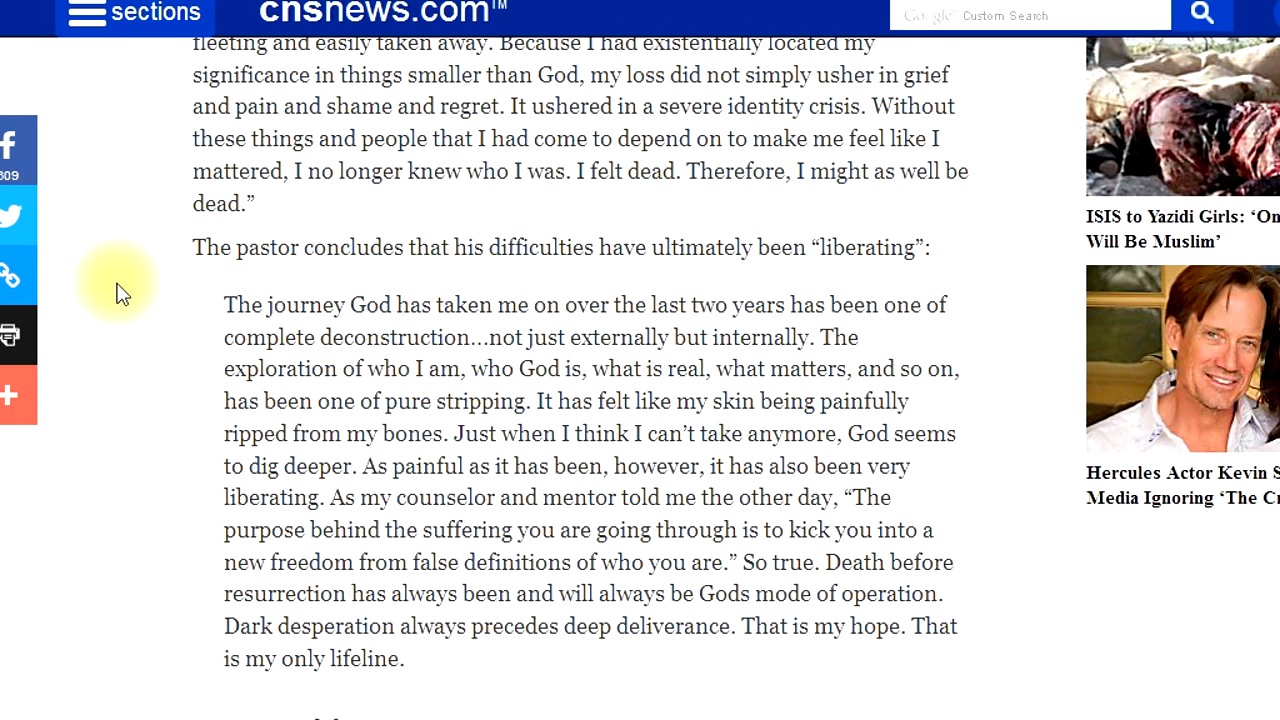 sections
cnsnews.com™
Google™ Custom Search
fleeting and easily taken away. Because I had existentially located my
significance in things smaller than God, my loss did not simply usher in grief
and pain and shame and regret. It ushered in a severe identity crisis. Without
these things and people that I had come to depend on to make me feel like I
mattered, I no longer knew who I was. I felt dead. Therefore, I might as well be
dead.”
The pastor concludes that his difficulties have ultimately been “liberating”:
The journey God has taken me on over the last two years has been one of
complete deconstruction...not just externally but internally. The
exploration of who I am, who God is, what is real, what matters, and so on,
has been one of pure stripping. It has felt like my skin being painfully
ripped from my bones. Just when I think I can’t take anymore, God seems
to dig deeper. As painful as it has been, however, it has also been very
liberating. As my counselor and mentor told me the other day, “The
purpose behind the suffering you are going through is to kick you into a
new freedom from false definitions of who you are.” So true. Death before
resurrection has always been and will always be Gods mode of operation.
Dark desperation always precedes deep deliverance. That is my hope. That
is my only lifeline.
ISIS to Yazidi Girls: ‘On
Will Be Muslim’
Hercules Actor Kevin S
Media Ignoring ‘The Cr